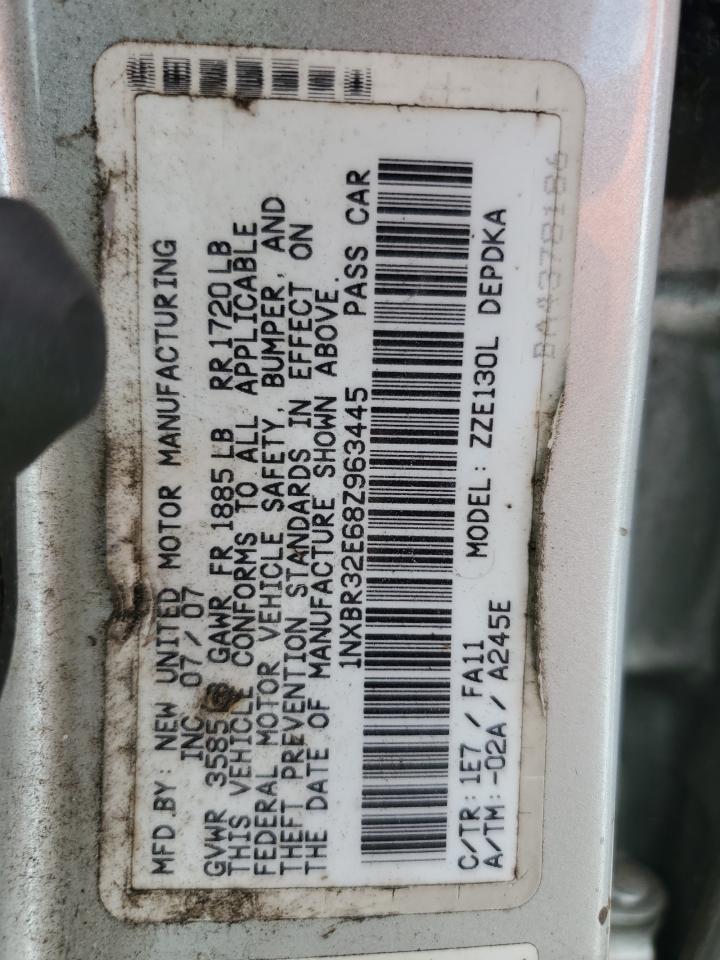 MFD.BY: NEW UNITED MOTOR MANUFACTURING
INC 07/07
GVWR 3585 GAWR FR 1885 LB RR 1720 LB
THIS VEHICLE CONFORMS TO ALL APPLICABLE
FEDERAL MOTOR VEHICLE SAFETY, BUMPER, AND
THEFT PREVENTION STANDARDS IN EFFECT ON
THE DATE OF MANUFACTURE SHOWN ABOVE.
1NXBR32E68Z963445 PASS CAR
C/TR: 1E7 / FA11 MODEL: ZZE130L DEPDKA
A/TM: -02A / A245E